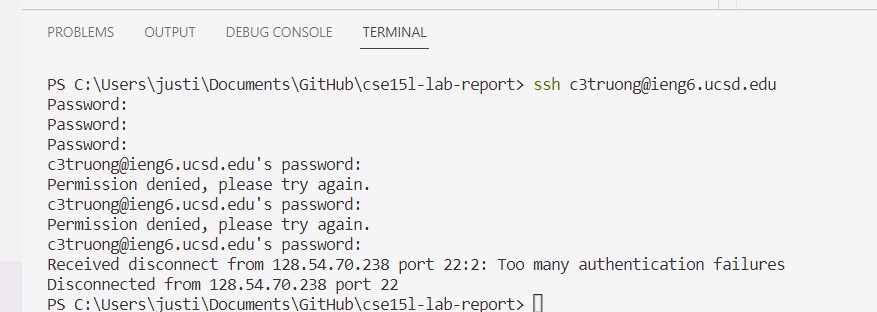 PROBLEMS OUTPUT DEBUG CONSOLE TERMINAL
PS C:\Users\justi\Documents\GitHub\cse15l-lab-report> ssh c3truong@ieng6.ucsd.edu
Password:
Password:
Password:
c3truong@ieng6.ucsd.edu's password:
Permission denied, please try again.
c3truong@ieng6.ucsd.edu's password:
Permission denied, please try again.
c3truong@ieng6.ucsd.edu's password:
Received disconnect from 128.54.70.238 port 22:2: Too many authentication failures
Disconnected from 128.54.70.238 port 22
PS C:\Users\justi\Documents\GitHub\cse15l-lab-report>